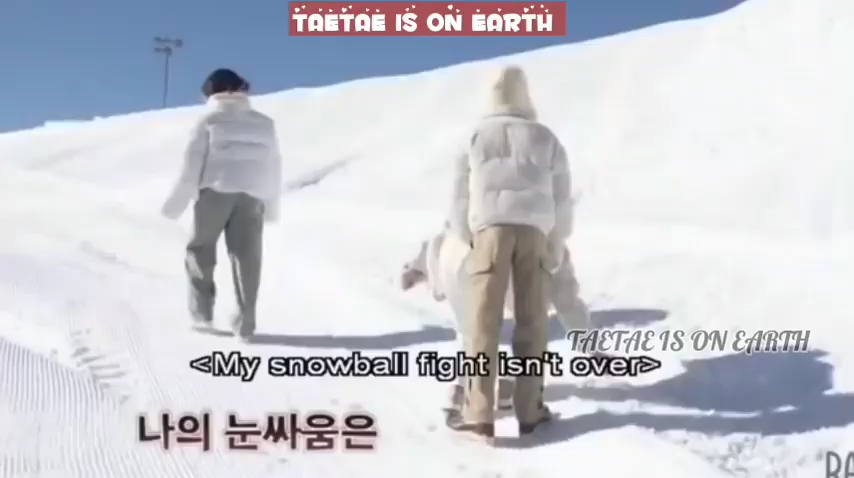 TAETAE IS ON EARTH
TAETAE IS ON EARTH
<My snowball fight isn't over>
나의 눈싸움은